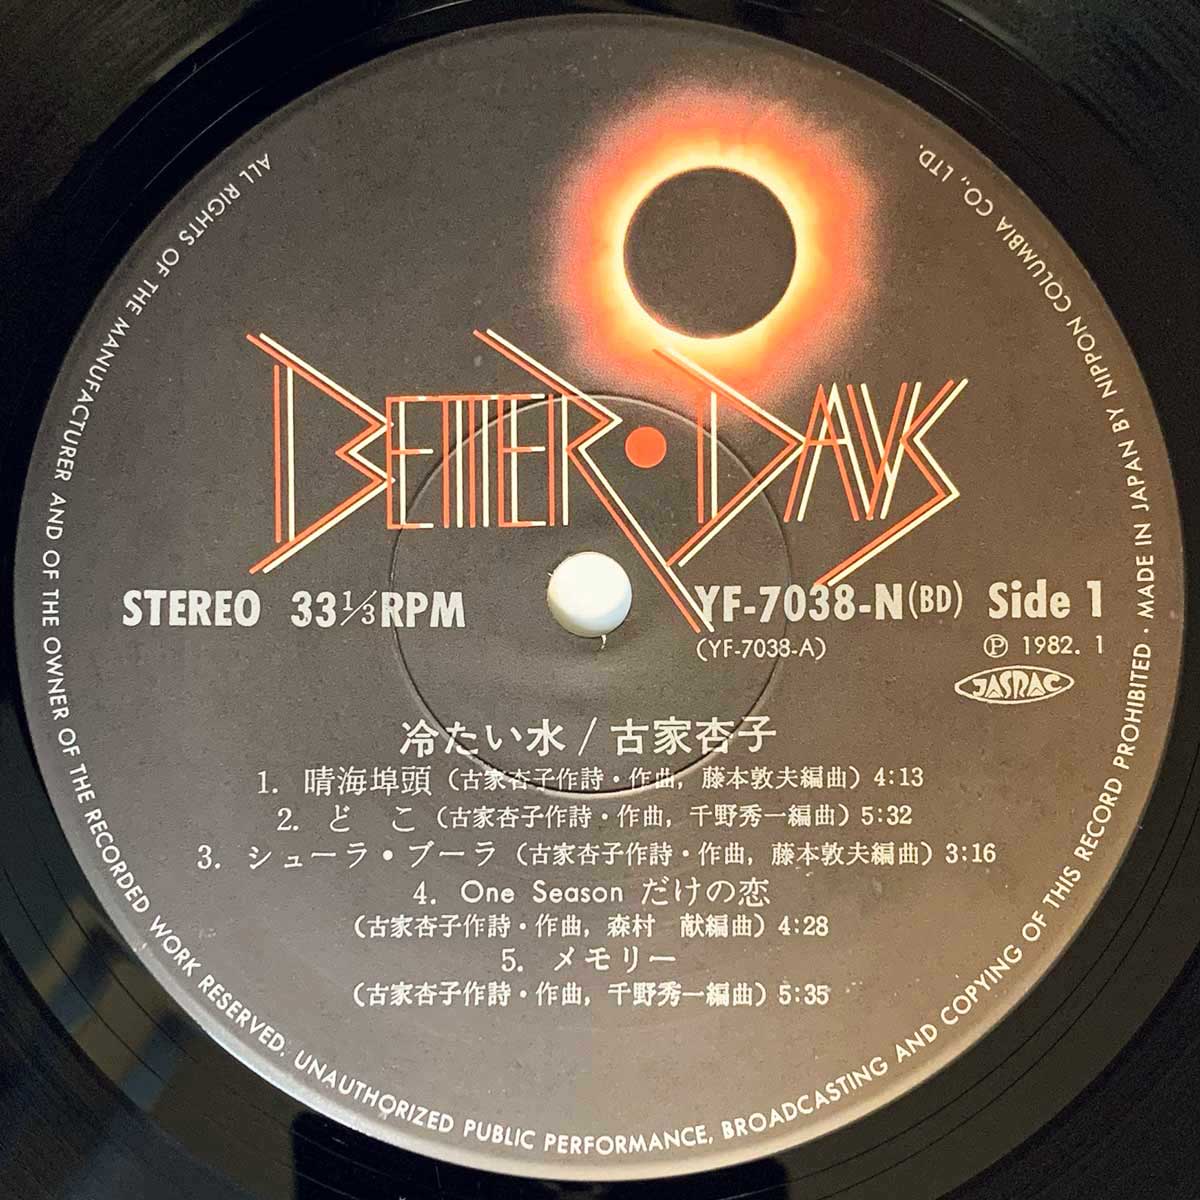 BETTER・DAYS
STEREO 33 1/3 RPM
YF-7038-N(BD) Side 1
(YF-7038-A)
Ⓟ 1982. 1
JASRAC
冷たい水 / 古家杏子
1. 晴海埠頭 (古家杏子作詩・作曲, 藤本敦夫編曲) 4:13
2. ど こ (古家杏子作詩・作曲, 千野秀一編曲) 5:32
3. シューラ・ブーラ (古家杏子作詩・作曲, 藤本敦夫編曲) 3:16
4. One Season だけの恋
(古家杏子作詩・作曲, 森村 献編曲) 4:28
5. メモリー
(古家杏子作詩・作曲, 千野秀一編曲) 5:35
ALL RIGHTS OF THE MANUFACTURER AND OF THE OWNER OF THE RECORDED WORK RESERVED. UNAUTHORIZED PUBLIC PERFORMANCE, BROADCASTING AND COPYING OF THIS RECORD PROHIBITED・MADE IN JAPAN BY NIPPON COLUMBIA CO., LTD.